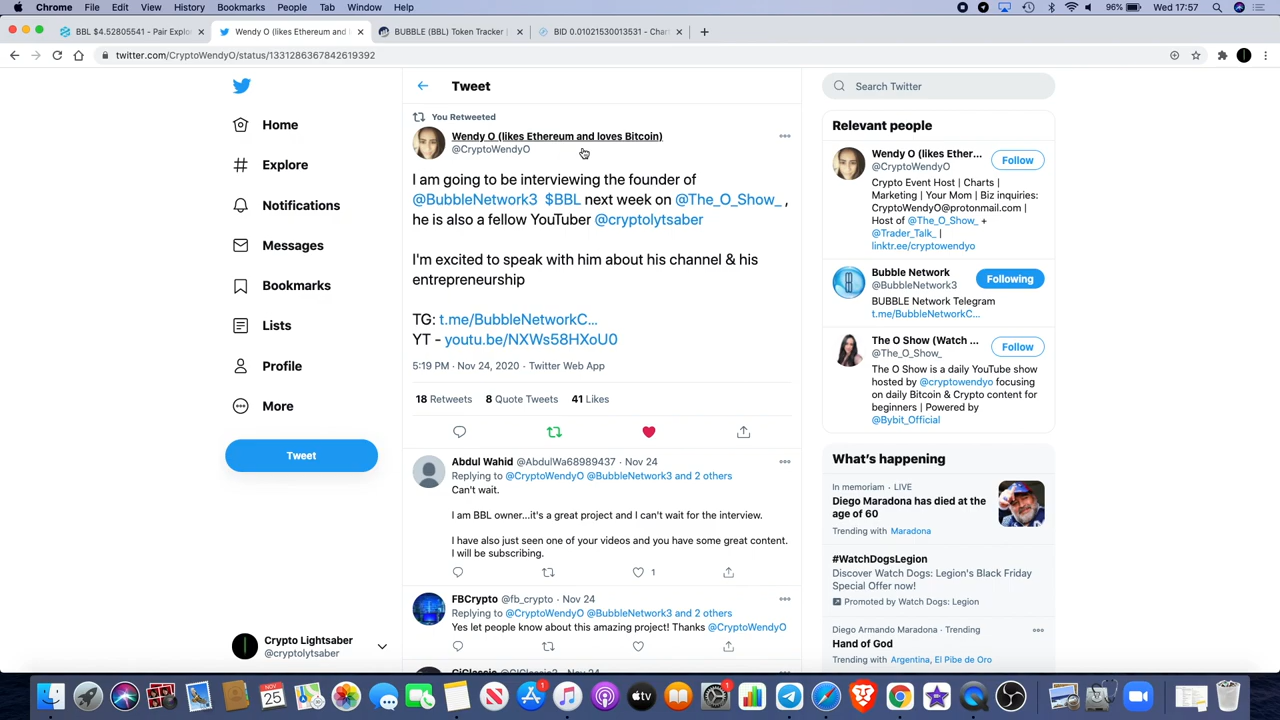 Chrome File Edit View History Bookmarks People Tab Window Help 96% Wed 17:57
BBL $4.52805541 - Pair Explo Wendy O (likes Ethereum and BUBBLE (BBL) Token Tracker BID 0.01021530013531 - Char
twitter.com/CryptoWendyO/status/1331286367842619392
Home
Explore
Notifications
Messages
Bookmarks
Lists
Profile
More
Tweet
Crypto Lightsaber
@cryptolytsaber
Tweet
You Retweeted
Wendy O (likes Ethereum and loves Bitcoin)
@CryptoWendyO
I am going to be interviewing the founder of
@BubbleNetwork3 $BBL next week on @The_O_Show_ ,
he is also a fellow YouTuber @cryptolytsaber
I'm excited to speak with him about his channel & his
entrepreneurship
TG: t.me/BubbleNetworkC...
YT - youtu.be/NXWs58HXoU0
5:19 PM · Nov 24, 2020 · Twitter Web App
18 Retweets 8 Quote Tweets 41 Likes
Abdul Wahid @AbdulWa68989437 · Nov 24
Replying to @CryptoWendyO @BubbleNetwork3 and 2 others
Can't wait.
I am BBL owner...it's a great project and I can't wait for the interview.
I have also just seen one of your videos and you have some great content.
I will be subscribing.
1
FBCrypto @fb_crypto · Nov 24
Replying to @CryptoWendyO @BubbleNetwork3 and 2 others
Yes let people know about this amazing project! Thanks @CryptoWendyO
Search Twitter
Relevant people
Wendy O (likes Ether...
@CryptoWendyO
Follow
Crypto Event Host | Charts |
Marketing | Your Mom | Biz inquiries:
CryptoWendyO@protonmail.com |
Host of @The_O_Show_ +
@Trader_Talk_ |
linktr.ee/cryptowendyo
Bubble Network
@BubbleNetwork3
Following
BUBBLE Network Telegram
t.me/BubbleNetworkC...
The O Show (Watch ...
@The_O_Show_
Follow
The O Show is a daily YouTube show
hosted by @cryptowendyo focusing
on daily Bitcoin & Crypto content for
beginners | Powered by
@Bybit_Official
What's happening
In memoriam · LIVE
Diego Maradona has died at the
age of 60
Trending with Maradona
#WatchDogsLegion
Discover Watch Dogs: Legion's Black Friday
Special Offer now!
Promoted by Watch Dogs: Legion
Diego Armando Maradona · Trending
Hand of God
Trending with Argentina, El Pibe de Oro
NOV
25
1
1
tv